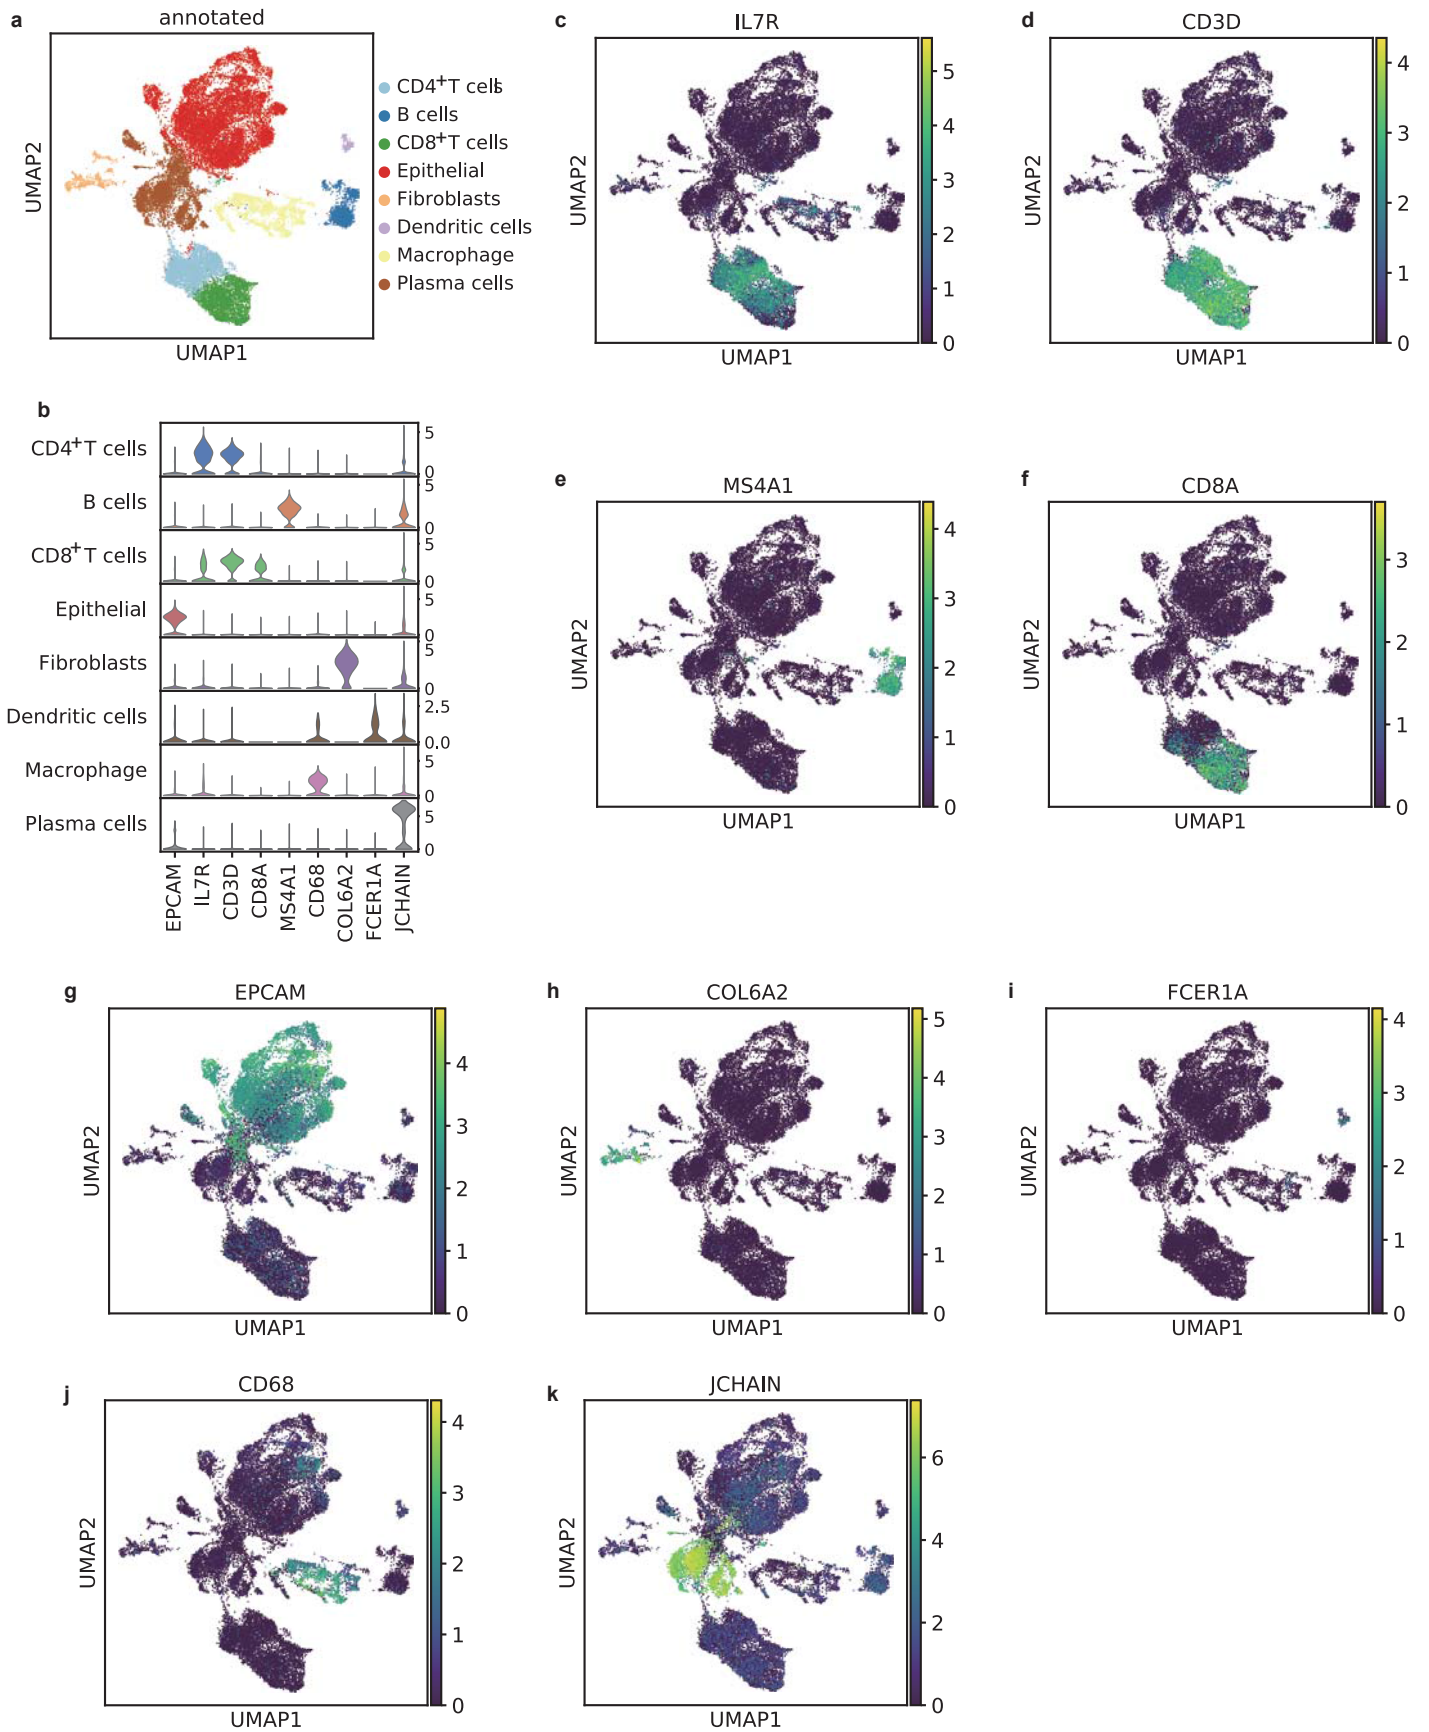 a
annotated
UMAP2
UMAP1
CD4+T cells
B cells
CD8+T cells
Epithelial
Fibroblasts
Dendritic cells
Macrophage
Plasma cells
c
IL7R
UMAP2
UMAP1
5
4
3
2
1
0
d
CD3D
UMAP2
UMAP1
4
3
2
1
0
b
CD4+T cells
5
0
B cells
5
0
CD8+T cells
5
0
Epithelial
5
0
Fibroblasts
5
0
Dendritic cells
2.5
0.0
Macrophage
5
0
Plasma cells
5
0
EPCAM
IL7R
CD3D
CD8A
MS4A1
CD68
COL6A2
FCER1A
JCHAIN
e
MS4A1
UMAP2
UMAP1
4
3
2
1
0
f
CD8A
UMAP2
UMAP1
3
2
1
0
g
EPCAM
UMAP2
UMAP1
4
3
2
1
0
h
COL6A2
UMAP2
UMAP1
5
4
3
2
1
0
i
FCER1A
UMAP2
UMAP1
4
3
2
1
0
j
CD68
UMAP2
UMAP1
4
3
2
1
0
k
JCHAIN
UMAP2
UMAP1
6
4
2
0